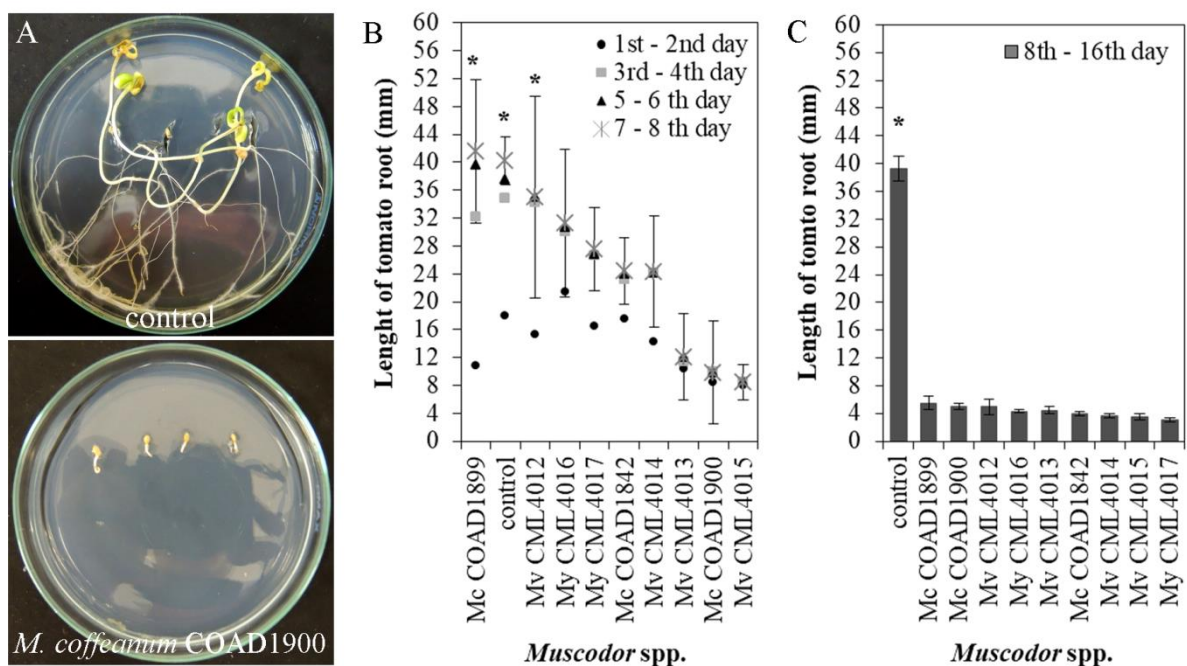 A
control
M. coffeanum COAD1900
B
Lenght of tomato root (mm)
60
56
52
48
44
40
36
32
28
24
20
16
12
8
4
0
1st - 2nd day
3rd - 4th day
5 - 6 th day
7 - 8 th day
*
*
*
Mc COAD1899
control
Mv CML4012
My CML4016
My CML4017
Mc COAD1842
Mv CML4014
Mv CML4013
Mc COAD1900
Mv CML4015
Muscodor spp.
C
Length of tomto root (mm)
60
56
52
48
44
40
36
32
28
24
20
16
12
8
4
0
8th - 16th day
*
control
Mc COAD1899
Mc COAD1900
Mv CML4012
My CML4016
Mv CML4013
Mc COAD1842
Mv CML4014
Mv CML4015
My CML4017
Muscodor spp.